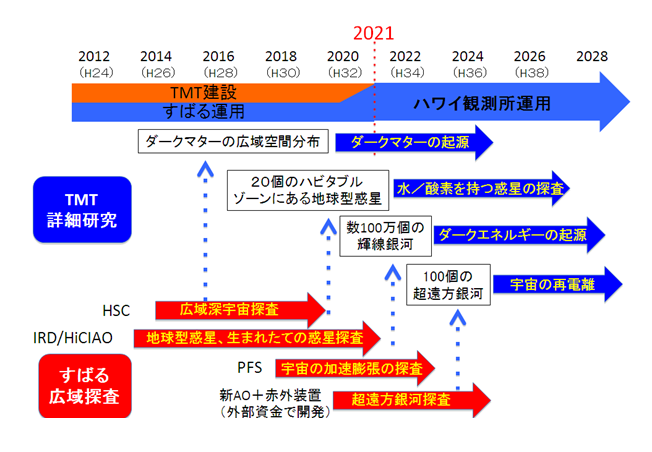 2021
2012 2014 2016 2018 2020 2022 2024 2026 2028
(H24) (H26) (H28) (H30) (H32) (H34) (H36) (H38)
TMT建設
すばる運用
ハワイ観測所運用
ダークマターの広域空間分布
ダークマターの起源
TMT
詳細研究
20個のハビタブル
ゾーンにある地球型惑星
水/酸素を持つ惑星の探査
数100万個の
輝線銀河
ダークエネルギーの起源
100個の
超遠方銀河
宇宙の再電離
HSC
広域深宇宙探査
IRD/HiCIAO
地球型惑星、生まれたての惑星探査
すばる
広域探査
PFS
宇宙の加速膨張の探査
新AO+赤外装置
(外部資金で開発)
超遠方銀河探査